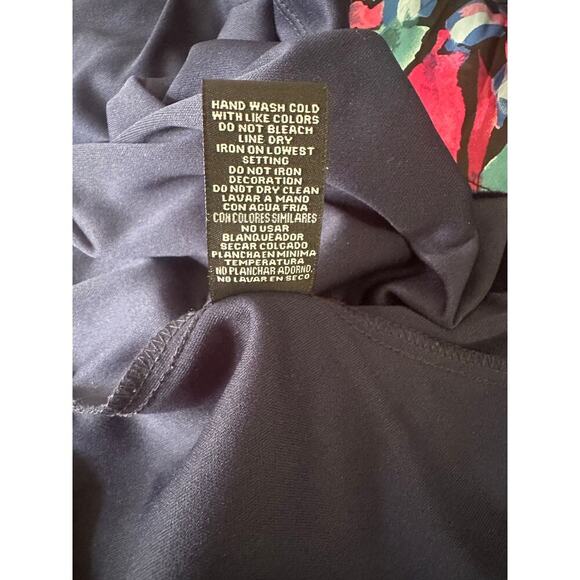 HAND WASH COLD
WITH LIKE COLORS
DO NOT BLEACH
LINE DRY
IRON ON LOWEST
SETTING
DO NOT IRON
DECORATION
DO NOT DRY CLEAN
LAVAR A MANO
CON AGUA FRIA
CON COLORES SIMILARES
NO USAR
BLANQUEADOR
SECAR COLGADO
PLANCHA EN MINIMA
TEMPERATURA
NO PLANCHAR ADORNO.
NO LAVAR EN SECO